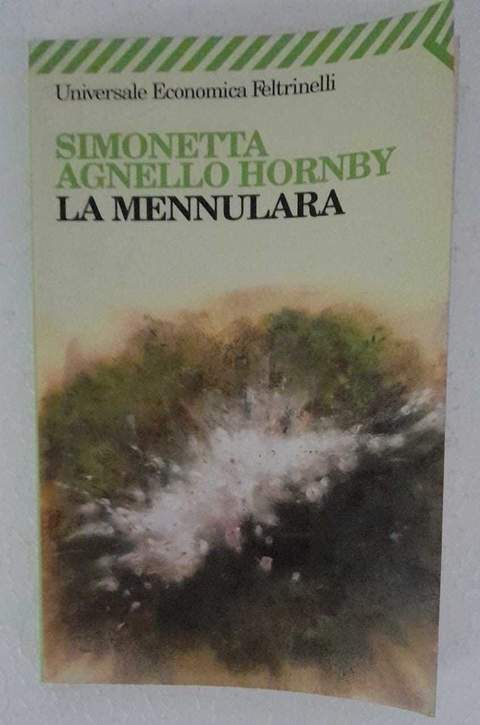 Universale Economica Feltrinelli
SIMONETTA
AGNELLO HORNBY
LA MENNULARA